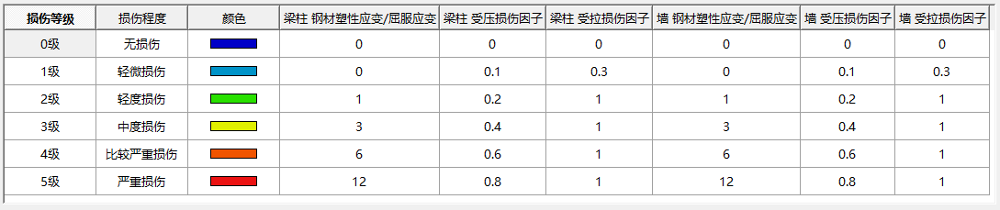 损伤等级 损伤程度 颜色 梁柱 钢材塑性应变/屈服应变 梁柱 受压损伤因子 梁柱 受拉损伤因子 墙 钢材塑性应变/屈服应变 墙 受压损伤因子 墙 受拉损伤因子
0级 无损伤 0 0 0 0 0 0
1级 轻微损伤 0 0.1 0.3 0 0.1 0.3
2级 轻度损伤 1 0.2 1 1 0.2 1
3级 中度损伤 3 0.4 1 3 0.4 1
4级 比较严重损伤 6 0.6 1 6 0.6 1
5级 严重损伤 12 0.8 1 12 0.8 1